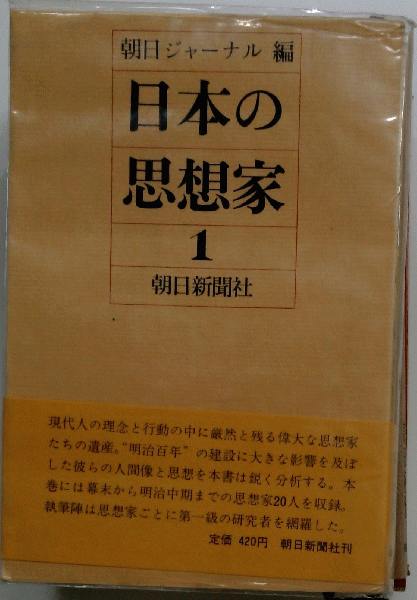 朝日ジャーナル 編
日本の
思想家
1
朝日新聞社
現代人の理念と行動の中に厳然と残る偉大な思想家
たちの遺産。“明治百年”の建設に大きな影響を及ぼ
した彼らの人間像と思想を本書は鋭く分析する。本
巻には幕末から明治中期までの思想家20人を収録。
執筆陣は思想家ごとに第一級の研究者を網羅した。
定価 420円 朝日新聞社刊